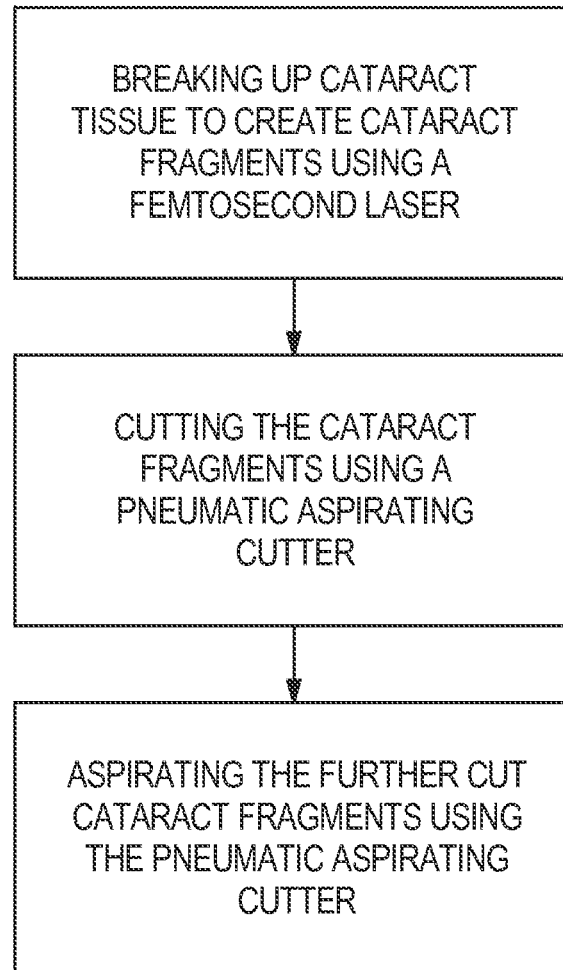 BREAKING UP CATARACT
TISSUE TO CREATE CATARACT
FRAGMENTS USING A
FEMTOSECOND LASER
CUTTING THE CATARACT
FRAGMENTS USING A
PNEUMATIC ASPIRATING
CUTTER
ASPIRATING THE FURTHER CUT
CATARACT FRAGMENTS USING
THE PNEUMATIC ASPIRATING
CUTTER